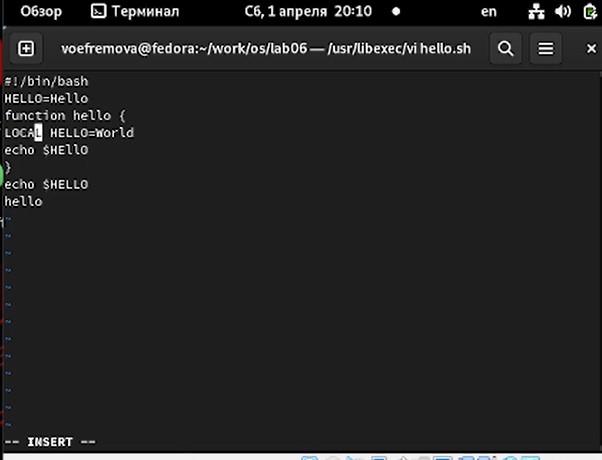 Обзор Терминал Сб, 1 апреля 20:10 en
voefremova@fedora:~/work/os/lab06 — /usr/libexec/vi hello.sh
#!/bin/bash
HELLO=Hello
function hello {
LOCAL HELLO=World
echo $HEllO
}
echo $HELLO
hello
~
~
~
~
~
~
~
~
~
~
~
~
~
-- INSERT --